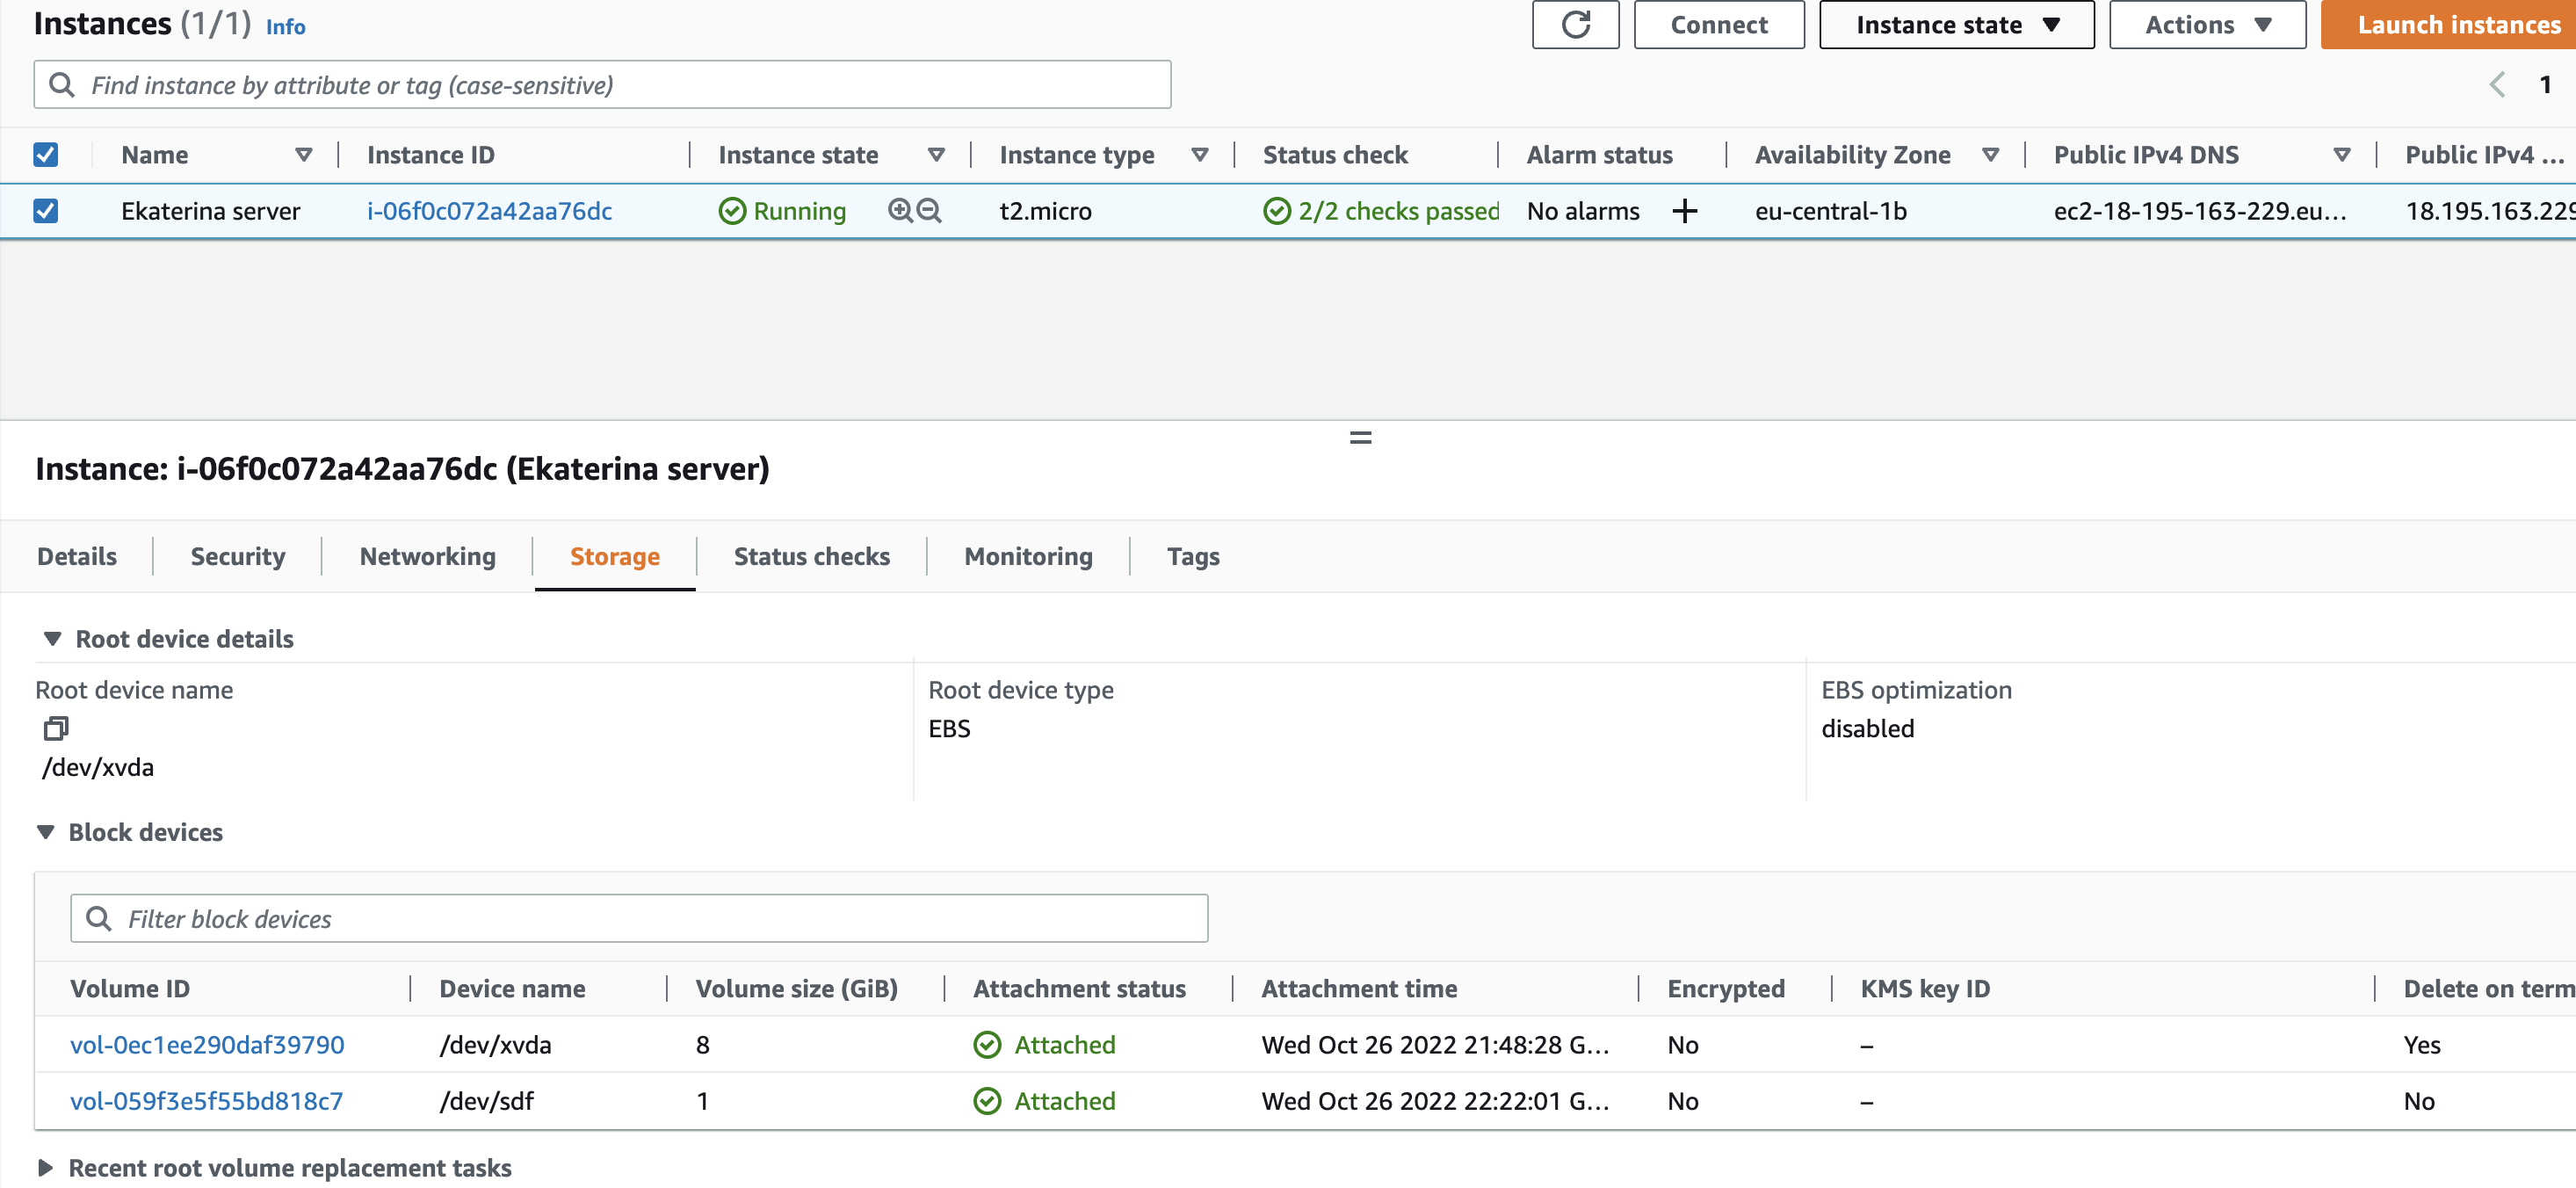 Instances (1/1) Info
Connect
Instance state
Actions
Launch instances
Find instance by attribute or tag (case-sensitive)
1
Name Instance ID Instance state Instance type Status check Alarm status Availability Zone Public IPv4 DNS Public IPv4 ...
Ekaterina server i-06f0c072a42aa76dc Running t2.micro 2/2 checks passed No alarms + eu-central-1b ec2-18-195-163-229.eu... 18.195.163.229
Instance: i-06f0c072a42aa76dc (Ekaterina server)
Details Security Networking Storage Status checks Monitoring Tags
Root device details
Root device name Root device type EBS optimization
EBS disabled
/dev/xvda
Block devices
Filter block devices
Volume ID Device name Volume size (GiB) Attachment status Attachment time Encrypted KMS key ID Delete on term
vol-0ec1ee290daf39790 /dev/xvda 8 Attached Wed Oct 26 2022 21:48:28 G... No – Yes
vol-059f3e5f55bd818c7 /dev/sdf 1 Attached Wed Oct 26 2022 22:22:01 G... No – No
Recent root volume replacement tasks